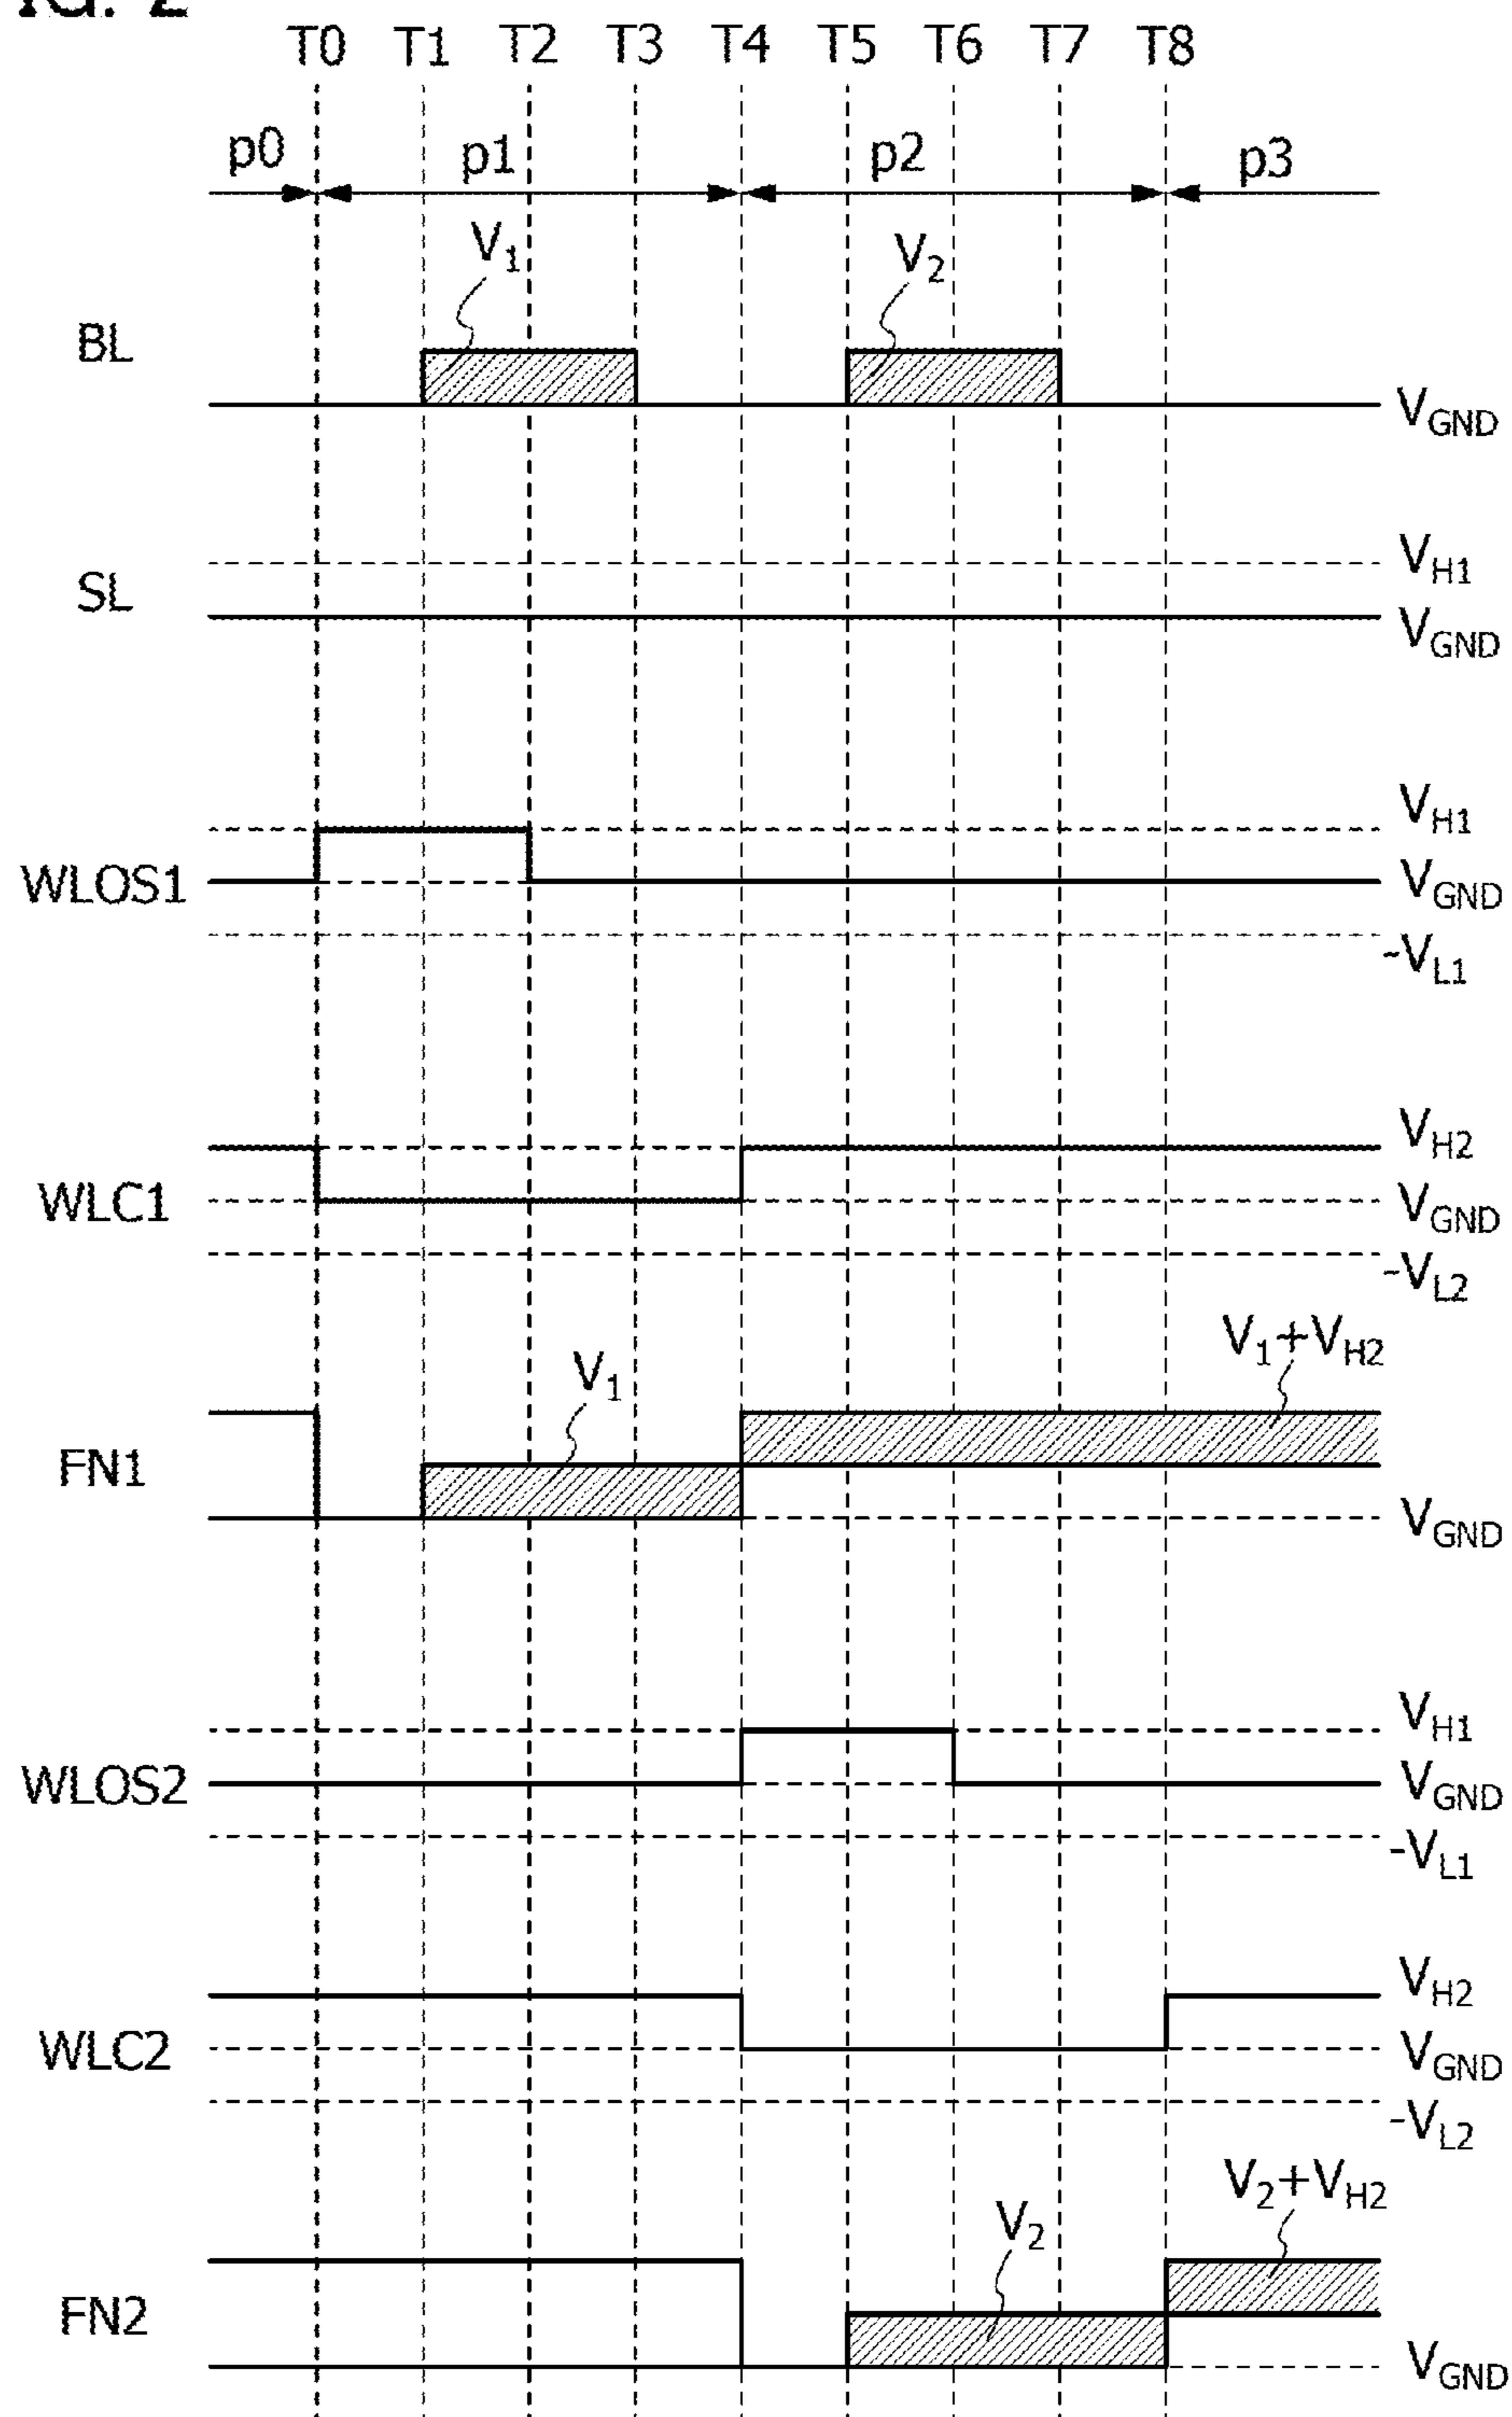 IG. 2
T0 T1 T2 T3 T4 T5 T6 T7 T8
p0 p1 p2 p3
V1 V2
BL
VGND
VH1
SL
VGND
VH1
WLOS1
VGND
-VL1
VH2
WLC1
VGND
-VL2
V1 V1+VH2
FN1
VGND
VH1
WLOS2
VGND
-VL1
VH2
WLC2
VGND
-VL2
V2 V2+VH2
FN2
VGND